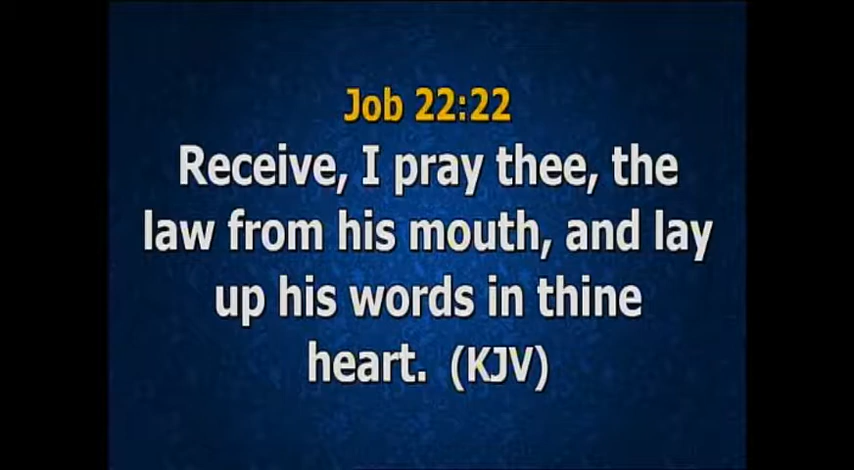 Job 22:22
Receive, I pray thee, the
law from his mouth, and lay
up his words in thine
heart. (KJV)